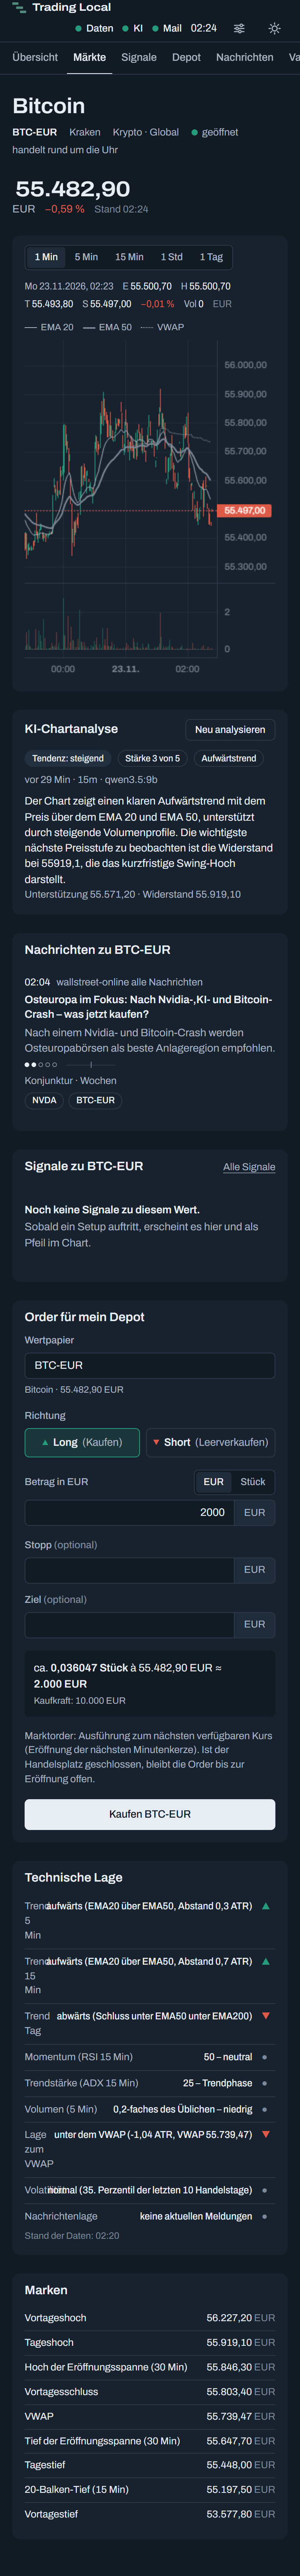 Trading Local
Daten KI Mail 02:24
Übersicht Märkte Signale Depot Nachrichten Va
Bitcoin
BTC-EUR Kraken Krypto · Global geöffnet
handelt rund um die Uhr
55.482,90
EUR −0,59 % Stand 02:24
1 Min 5 Min 15 Min 1 Std 1 Tag
Mo 23.11.2026, 02:23 E 55.500,70 H 55.500,70
T 55.493,80 S 55.497,00 −0,01 % Vol 0 EUR
EMA 20 EMA 50 VWAP
56.000,00
55.900,00
55.800,00
55.700,00
55.600,00
55.497,00
55.400,00
55.300,00
2
0
00:00 23.11. 02:00
KI-Chartanalyse Neu analysieren
Tendenz: steigend Stärke 3 von 5 Aufwärtstrend
vor 29 Min · 15m · qwen3.5:9b
Der Chart zeigt einen klaren Aufwärtstrend mit dem
Preis über dem EMA 20 und EMA 50, unterstützt
durch steigende Volumenprofile. Die wichtigste
nächste Preisstufe zu beobachten ist die Widerstand
bei 55919,1, die das kurzfristige Swing-Hoch
darstellt.
Unterstützung 55.571,20 · Widerstand 55.919,10
Nachrichten zu BTC-EUR
02:04 wallstreet-online alle Nachrichten
Osteuropa im Fokus: Nach Nvidia-,KI- und Bitcoin-
Crash – was jetzt kaufen?
Nach einem Nvidia- und Bitcoin-Crash werden
Osteuropabörsen als beste Anlageregion empfohlen.
Konjunktur · Wochen
NVDA BTC-EUR
Signale zu BTC-EUR Alle Signale
Noch keine Signale zu diesem Wert.
Sobald ein Setup auftritt, erscheint es hier und als
Pfeil im Chart.
Order für mein Depot
Wertpapier
BTC-EUR
Bitcoin · 55.482,90 EUR
Richtung
▲ Long (Kaufen) ▼ Short (Leerverkaufen)
Betrag in EUR EUR Stück
2000 EUR
Stopp (optional)
EUR
Ziel (optional)
EUR
ca. 0,036047 Stück à 55.482,90 EUR ≈
2.000 EUR
Kaufkraft: 10.000 EUR
Marktorder: Ausführung zum nächsten verfügbaren Kurs
(Eröffnung der nächsten Minutenkerze). Ist der
Handelsplatz geschlossen, bleibt die Order bis zur
Eröffnung offen.
Kaufen BTC-EUR
Technische Lage
Trend aufwärts (EMA20 über EMA50, Abstand 0,3 ATR) ▲
5
Min
Trend aufwärts (EMA20 über EMA50, Abstand 0,7 ATR) ▲
15
Min
Trend abwärts (Schluss unter EMA50 unter EMA200) ▼
Tag
Momentum (RSI 15 Min) 50 – neutral
Trendstärke (ADX 15 Min) 25 – Trendphase
Volumen (5 Min) 0,2-faches des Üblichen – niedrig
Lage unter dem VWAP (-1,04 ATR, VWAP 55.739,47) ▼
zum
VWAP
normal (35. Perzentil der letzten 10 Handelstage)
Nachrichtenlage keine aktuellen Meldungen
Stand der Daten: 02:20
Marken
Vortageshoch 56.227,20 EUR
Tageshoch 55.919,10 EUR
Hoch der Eröffnungsspanne (30 Min) 55.846,30 EUR
Vortagesschluss 55.803,40 EUR
VWAP 55.739,47 EUR
Tief der Eröffnungsspanne (30 Min) 55.647,70 EUR
Tagestief 55.448,00 EUR
20-Balken-Tief (15 Min) 55.197,50 EUR
Vortagestief 53.577,80 EUR